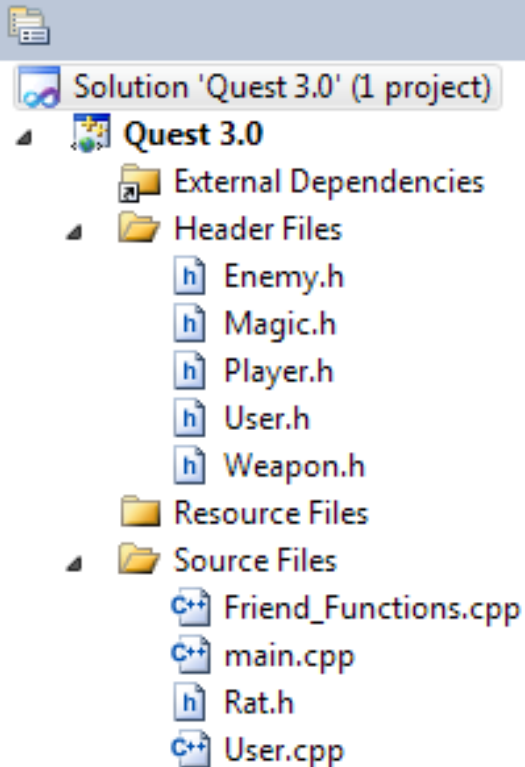 Solution 'Quest 3.0' (1 project)
Quest 3.0
External Dependencies
Header Files
h Enemy.h
h Magic.h
h Player.h
h User.h
h Weapon.h
Resource Files
Source Files
C++ Friend_Functions.cpp
C++ main.cpp
h Rat.h
C++ User.cpp